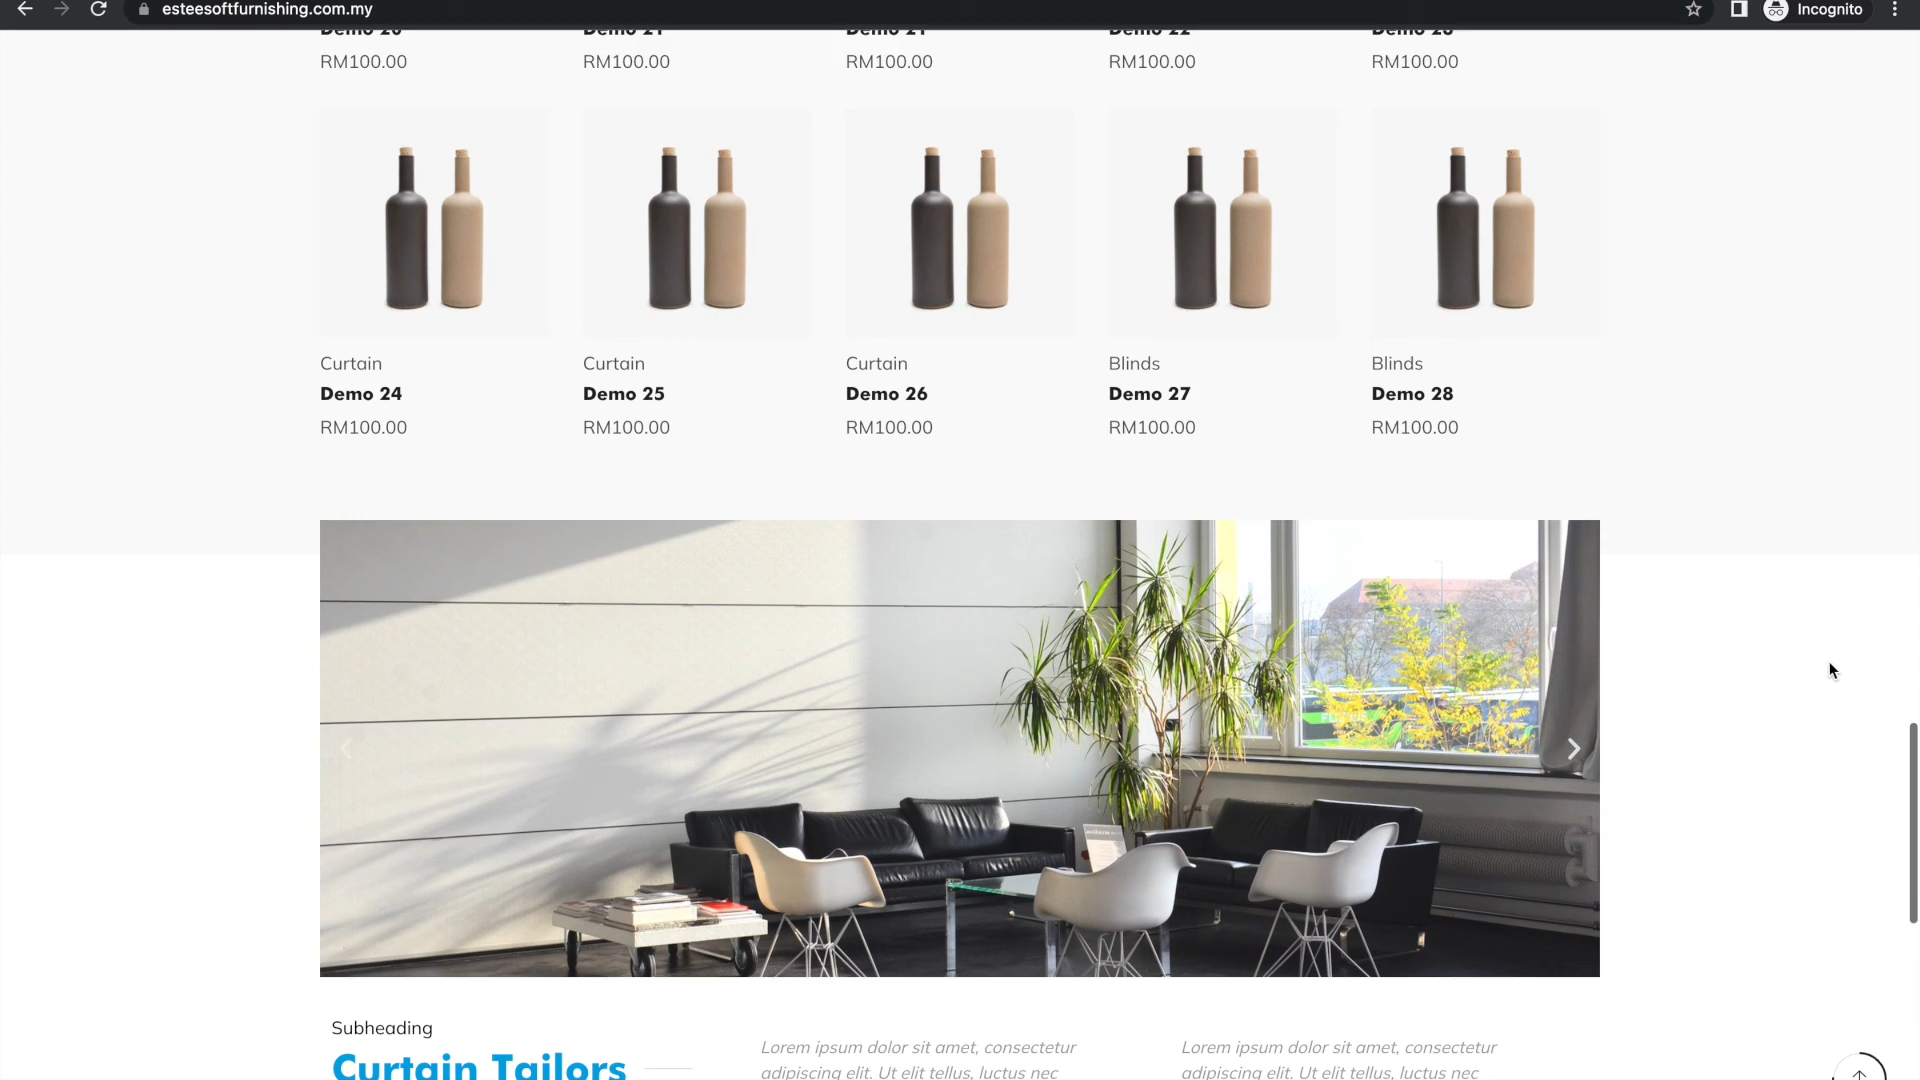 esteesoftfurnishing.com.my
Incognito
Demo 20
Demo 21
Demo 21
Demo 22
Demo 23
RM100.00
RM100.00
RM100.00
RM100.00
RM100.00
Curtain
Curtain
Curtain
Blinds
Blinds
Demo 24
Demo 25
Demo 26
Demo 27
Demo 28
RM100.00
RM100.00
RM100.00
RM100.00
RM100.00
Subheading
Curtain Tailors
Lorem ipsum dolor sit amet, consectetur
adipiscing elit. Ut elit tellus, luctus nec
Lorem ipsum dolor sit amet, consectetur
adipiscing elit. Ut elit tellus, luctus nec